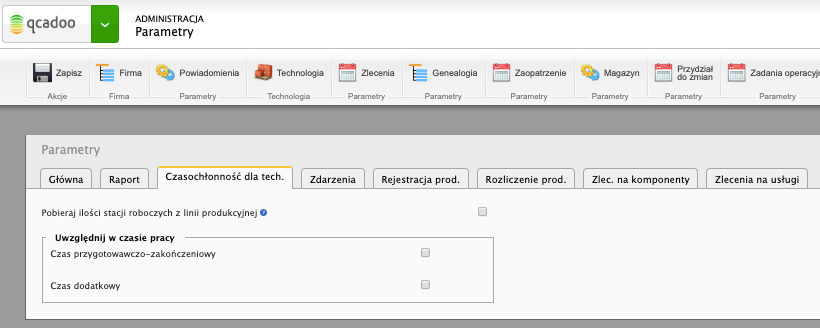 qcadoo
ADMINISTRACJA
Parametry
Zapisz
Firma
Powiadomienia
Technologia
Zlecenia
Genealogia
Zaopatrzenie
Magazyn
Przydział
do zmian
Zadania operacyjn
Akcje
Firma
Parametry
Technologia
Parametry
Parametry
Parametry
Parametry
Parametry
Parametry
Parametry
Główna
Raport
Czasochłonność dla tech.
Zdarzenia
Rejestracja prod.
Rozliczenie prod.
Zlec. na komponenty
Zlecenia na usługi
Pobieraj ilości stacji roboczych z linii produkcyjnej
Uwzględnij w czasie pracy
Czas przygotowawczo-zakończeniowy
Czas dodatkowy